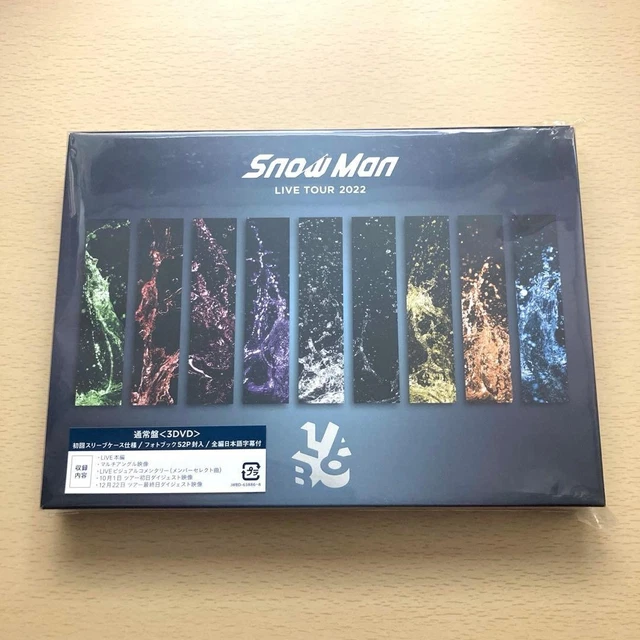 Snow Man
LIVE TOUR 2022
通常盤<3DVD>
初回スリーブケース仕様 / フォトブック52P封入 / 全編日本語字幕付
収録内容
・LIVE本編
・マルチアングル映像
・LIVEビジュアルコメンタリー(メンバーセレクト曲)
・10月1日 ツアー初日ダイジェスト映像
・12月22日 ツアー最終日ダイジェスト映像
プラ